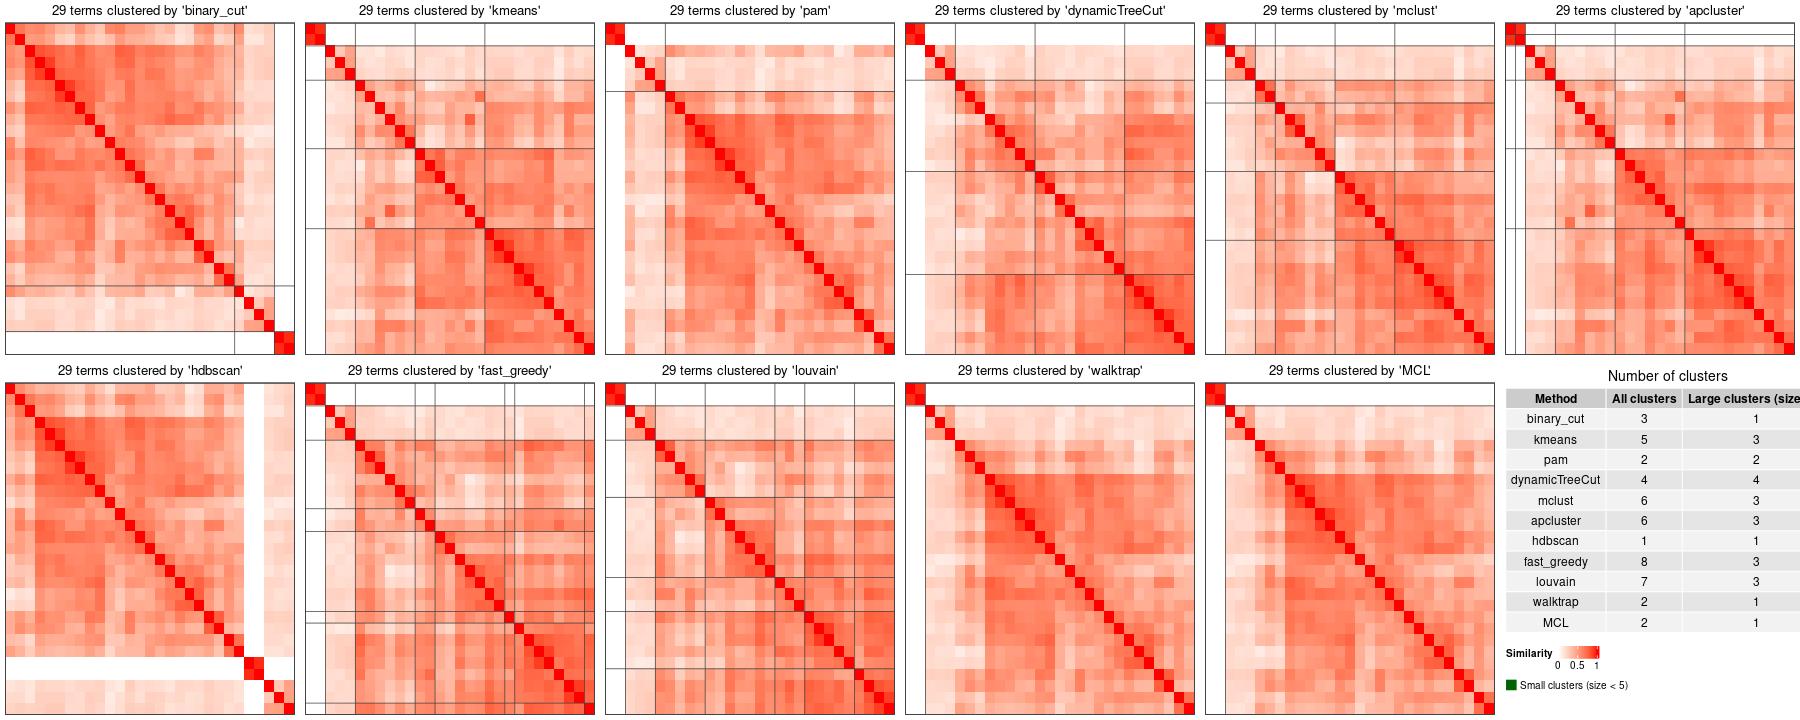 29 terms clustered by 'binary_cut'
29 terms clustered by 'kmeans'
29 terms clustered by 'pam'
29 terms clustered by 'dynamicTreeCut'
29 terms clustered by 'mclust'
29 terms clustered by 'apcluster'
29 terms clustered by 'hdbscan'
29 terms clustered by 'fast_greedy'
29 terms clustered by 'louvain'
29 terms clustered by 'walktrap'
29 terms clustered by 'MCL'
Number of clusters
Method All clusters Large clusters (size
binary_cut 3 1
kmeans 5 3
pam 2 2
dynamicTreeCut 4 4
mclust 6 3
apcluster 6 3
hdbscan 1 1
fast_greedy 8 3
louvain 7 3
walktrap 2 1
MCL 2 1
Similarity
0 0.5 1
Small clusters (size < 5)